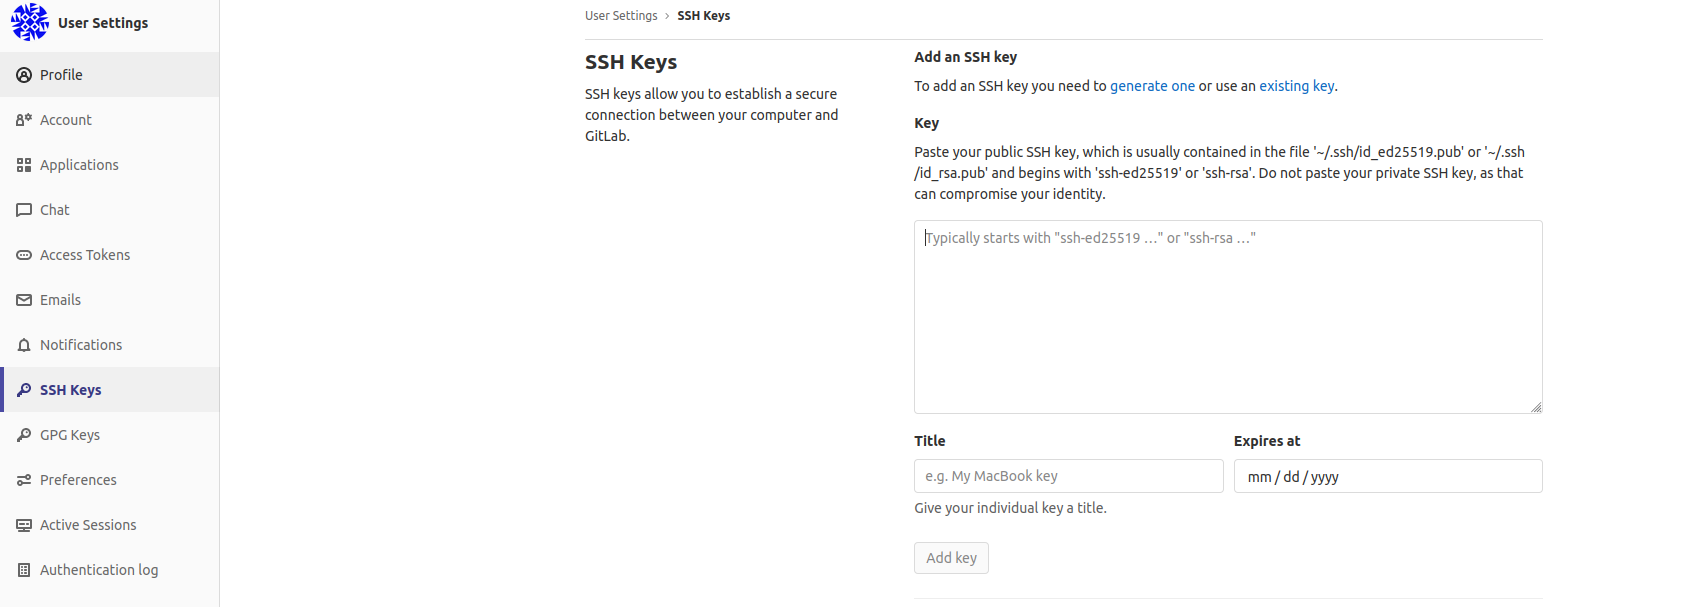 User Settings
Profile
Account
Applications
Chat
Access Tokens
Emails
Notifications
SSH Keys
GPG Keys
Preferences
Active Sessions
Authentication log
User Settings › SSH Keys
SSH Keys
SSH keys allow you to establish a secure
connection between your computer and
GitLab.
Add an SSH key
To add an SSH key you need to generate one or use an existing key.
Key
Paste your public SSH key, which is usually contained in the file '~/.ssh/id_ed25519.pub' or '~/.ssh
/id_rsa.pub' and begins with 'ssh-ed25519' or 'ssh-rsa'. Do not paste your private SSH key, as that
can compromise your identity.
Typically starts with "ssh-ed25519 …" or "ssh-rsa …"
Title
Expires at
e.g. My MacBook key
mm / dd / yyyy
Give your individual key a title.
Add key